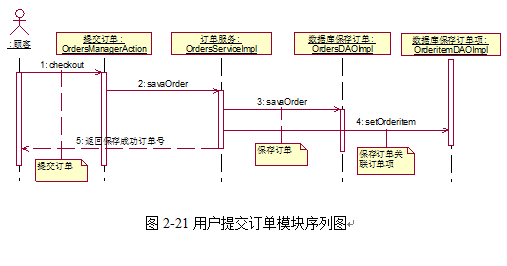 : 顾客
提交订单 :
OrdersManagerAction
订单服务 :
OrdersServiceImpl
数据库保存订单 :
OrdersDAOImpl
数据库保存订单项 :
OrderitemDAOImpl
1: checkout
2: savaOrder
3: savaOrder
4: setOrderitem
5: 返回保存成功订单号
提交订单
保存订单
保存订单关
联订单项
图 2-21 用户提交订单模块序列图